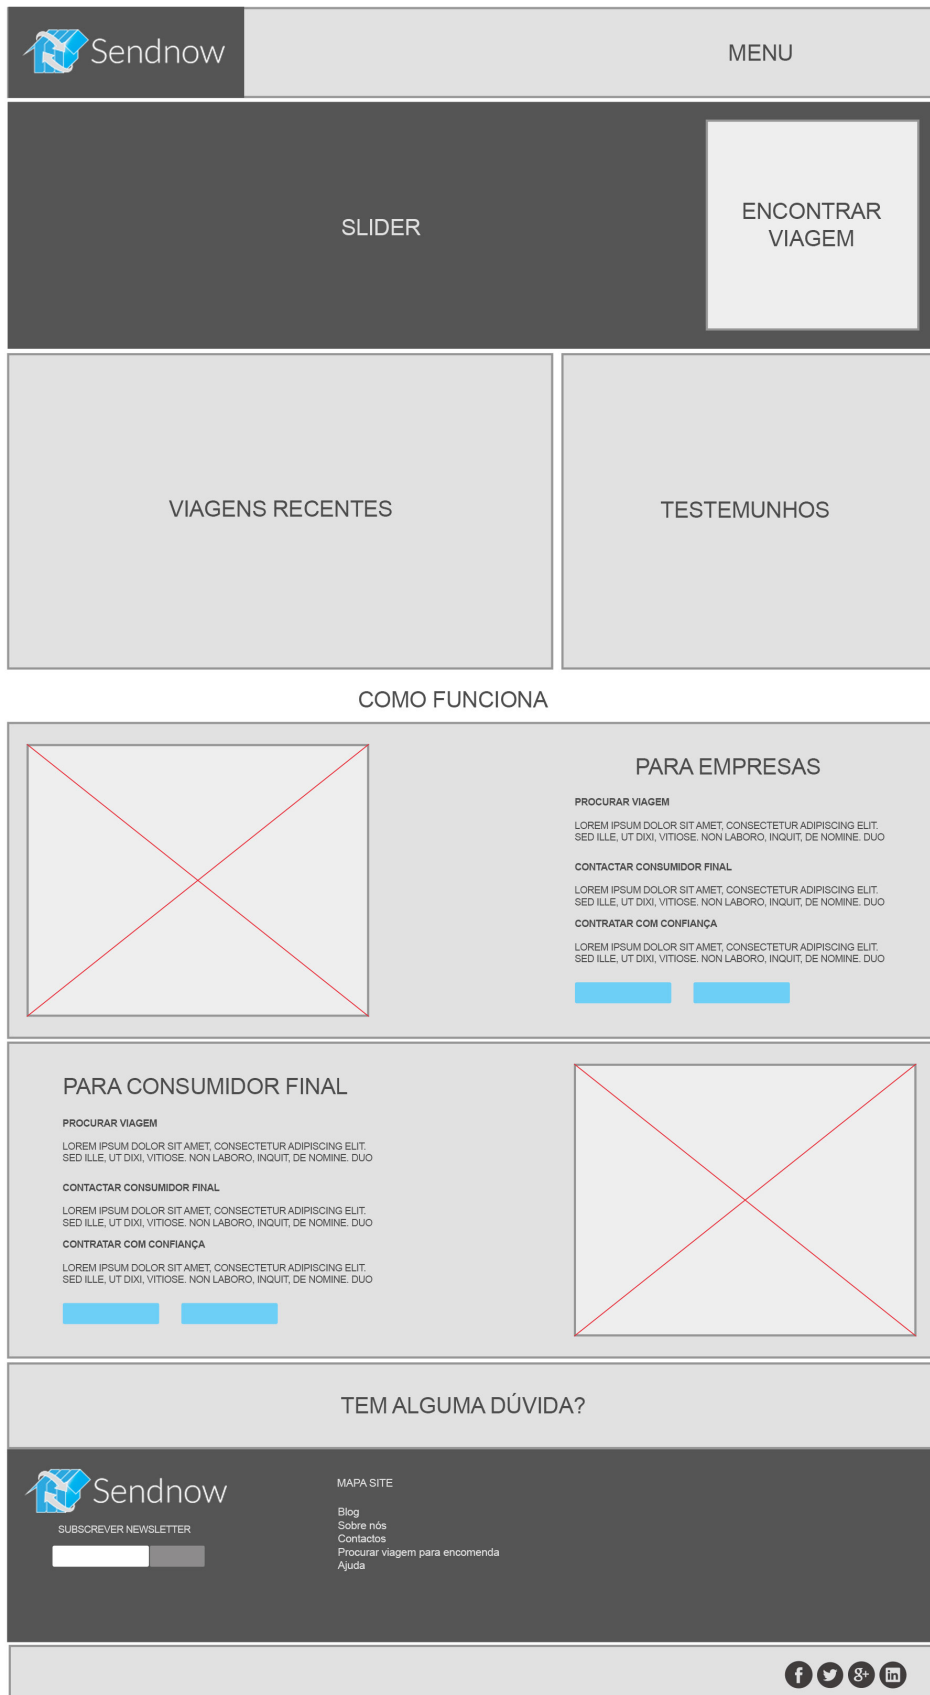 Sendnow
MENU
SLIDER
ENCONTRAR
VIAGEM
VIAGENS RECENTES
TESTEMUNHOS
COMO FUNCIONA
PARA EMPRESAS
PROCURAR VIAGEM
LOREM IPSUM DOLOR SIT AMET, CONSECTETUR ADIPISCING ELIT.
SED ILLE, UT DIXI, VITIOSE. NON LABORO, INQUIT, DE NOMINE. DUO
CONTACTAR CONSUMIDOR FINAL
LOREM IPSUM DOLOR SIT AMET, CONSECTETUR ADIPISCING ELIT.
SED ILLE, UT DIXI, VITIOSE. NON LABORO, INQUIT, DE NOMINE. DUO
CONTRATAR COM CONFIANÇA
LOREM IPSUM DOLOR SIT AMET, CONSECTETUR ADIPISCING ELIT.
SED ILLE, UT DIXI, VITIOSE. NON LABORO, INQUIT, DE NOMINE. DUO
PARA CONSUMIDOR FINAL
PROCURAR VIAGEM
LOREM IPSUM DOLOR SIT AMET, CONSECTETUR ADIPISCING ELIT.
SED ILLE, UT DIXI, VITIOSE. NON LABORO, INQUIT, DE NOMINE. DUO
CONTACTAR CONSUMIDOR FINAL
LOREM IPSUM DOLOR SIT AMET, CONSECTETUR ADIPISCING ELIT.
SED ILLE, UT DIXI, VITIOSE. NON LABORO, INQUIT, DE NOMINE. DUO
CONTRATAR COM CONFIANÇA
LOREM IPSUM DOLOR SIT AMET, CONSECTETUR ADIPISCING ELIT.
SED ILLE, UT DIXI, VITIOSE. NON LABORO, INQUIT, DE NOMINE. DUO
TEM ALGUMA DÚVIDA?
Sendnow
SUBSCREVER NEWSLETTER
MAPA SITE
Blog
Sobre nós
Contactos
Procurar viagem para encomenda
Ajuda